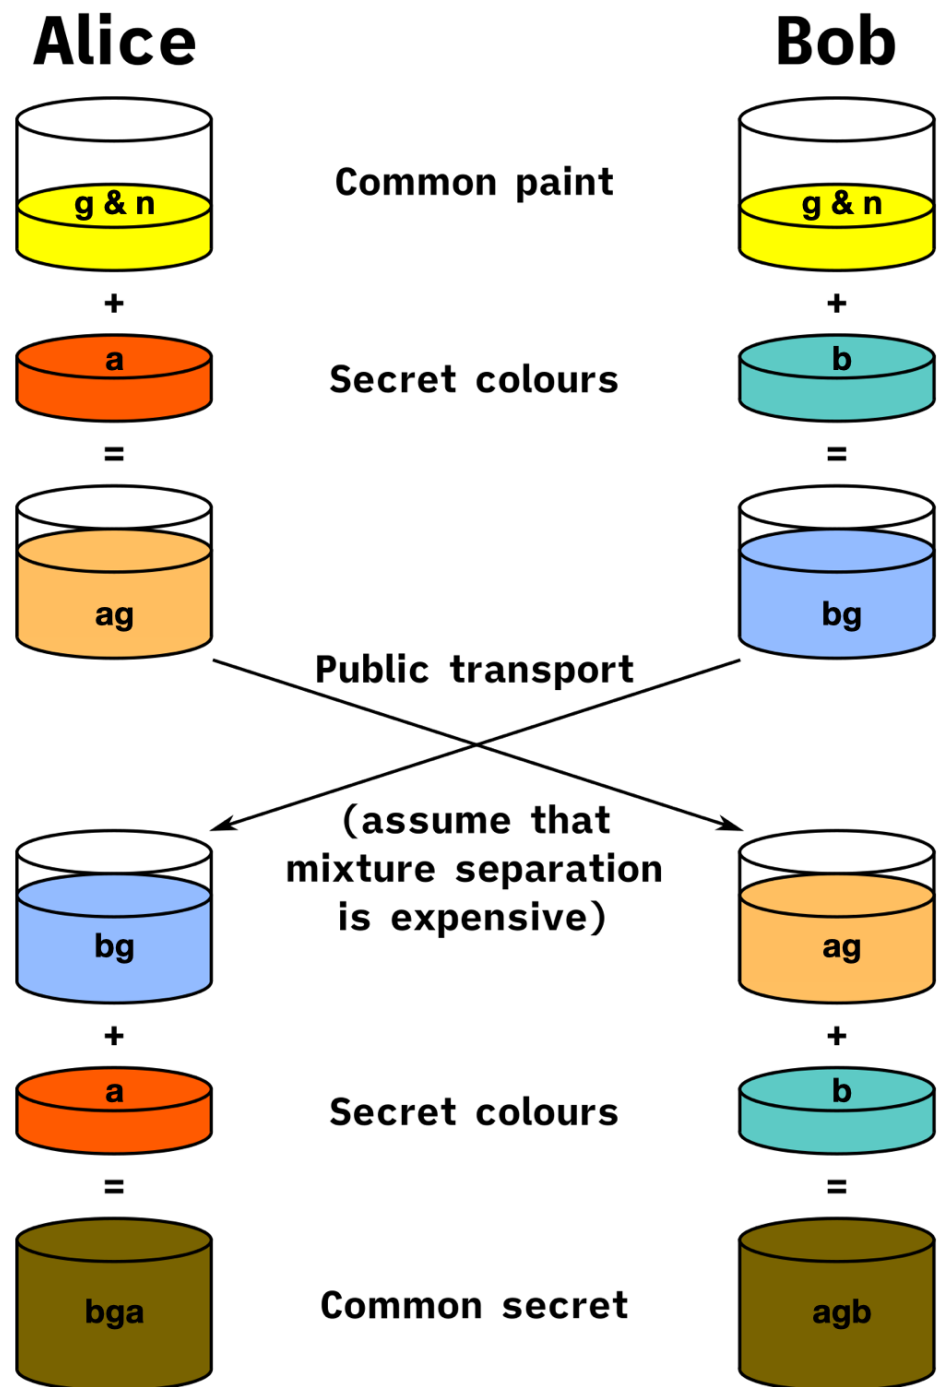 Alice Bob
g & n Common paint g & n
+ +
a Secret colours b
= =
ag bg
Public transport
(assume that
mixture separation
is expensive)
bg ag
+ +
a Secret colours b
= =
bga Common secret agb